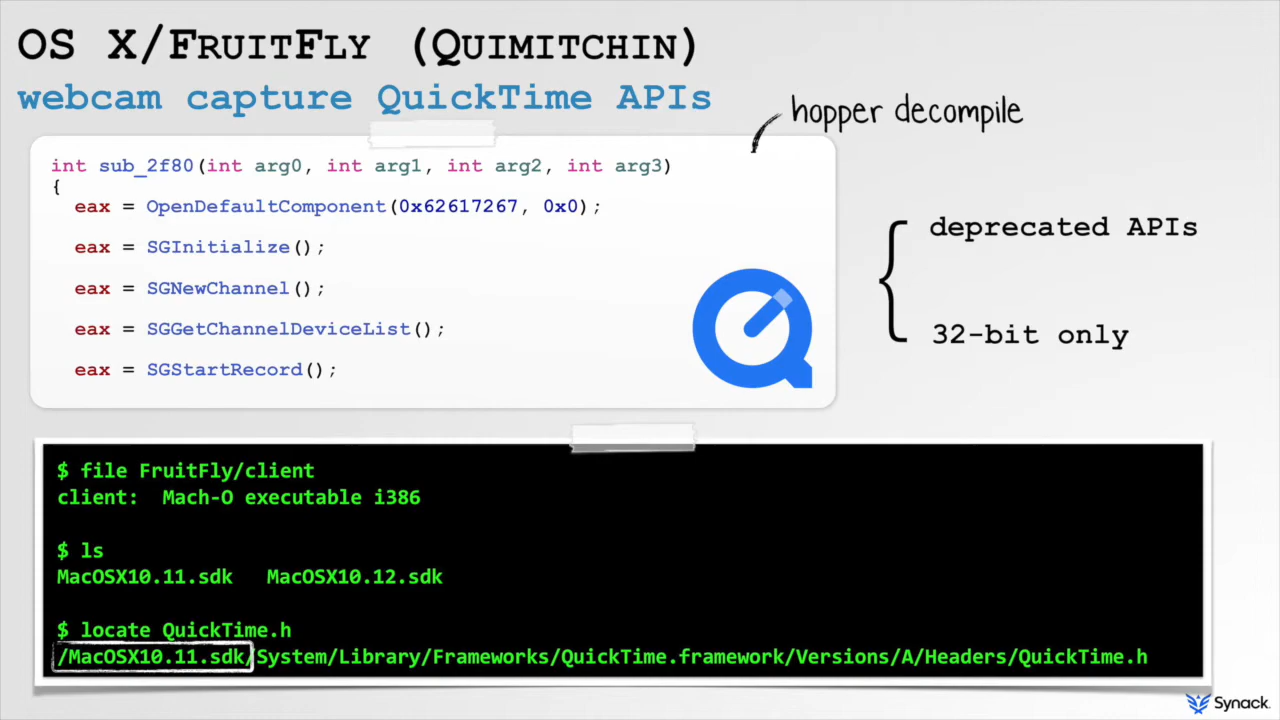 OS X/FRUITFLY (QUIMITCHIN)
webcam capture QuickTime APIs
hopper decompile
int sub_2f80(int arg0, int arg1, int arg2, int arg3)
{
eax = OpenDefaultComponent(0x62617267, 0x0);
eax = SGInitialize();
eax = SGNewChannel();
eax = SGGetChannelDeviceList();
eax = SGStartRecord();
{
deprecated APIs
32-bit only
$ file FruitFly/client
client:  Mach-O executable i386
$ ls
MacOSX10.11.sdk   MacOSX10.12.sdk
$ locate QuickTime.h
/MacOSX10.11.sdk/System/Library/Frameworks/QuickTime.framework/Versions/A/Headers/QuickTime.h
Synack.